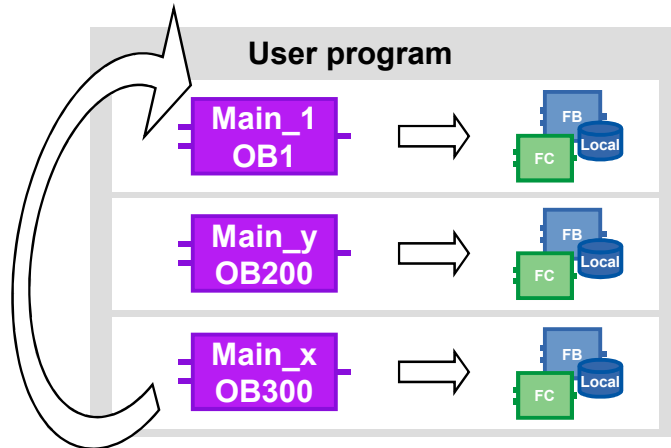 User program
Main_1
OB1
FB
Local
FC
Main_y
OB200
FB
Local
FC
Main_x
OB300
FB
Local
FC